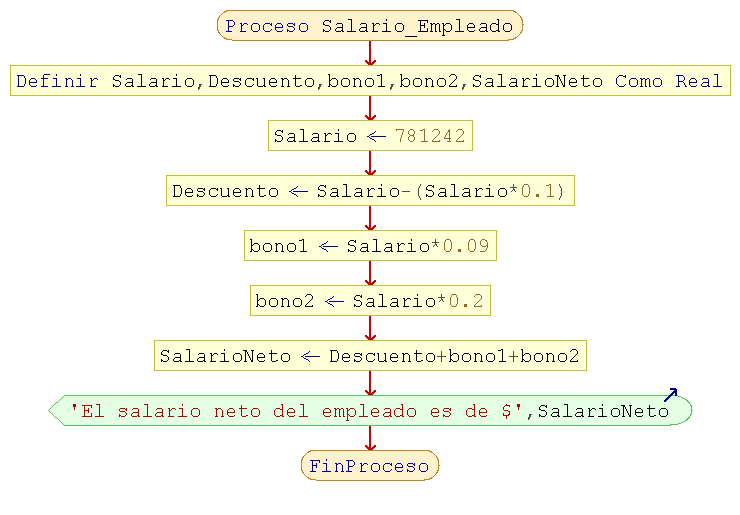 Proceso Salario_Empleado
Definir Salario,Descuento,bono1,bono2,SalarioNeto Como Real
Salario ← 781242
Descuento ← Salario-(Salario*0.1)
bono1 ← Salario*0.09
bono2 ← Salario*0.2
SalarioNeto ← Descuento+bono1+bono2
'El salario neto del empleado es de $',SalarioNeto
FinProceso